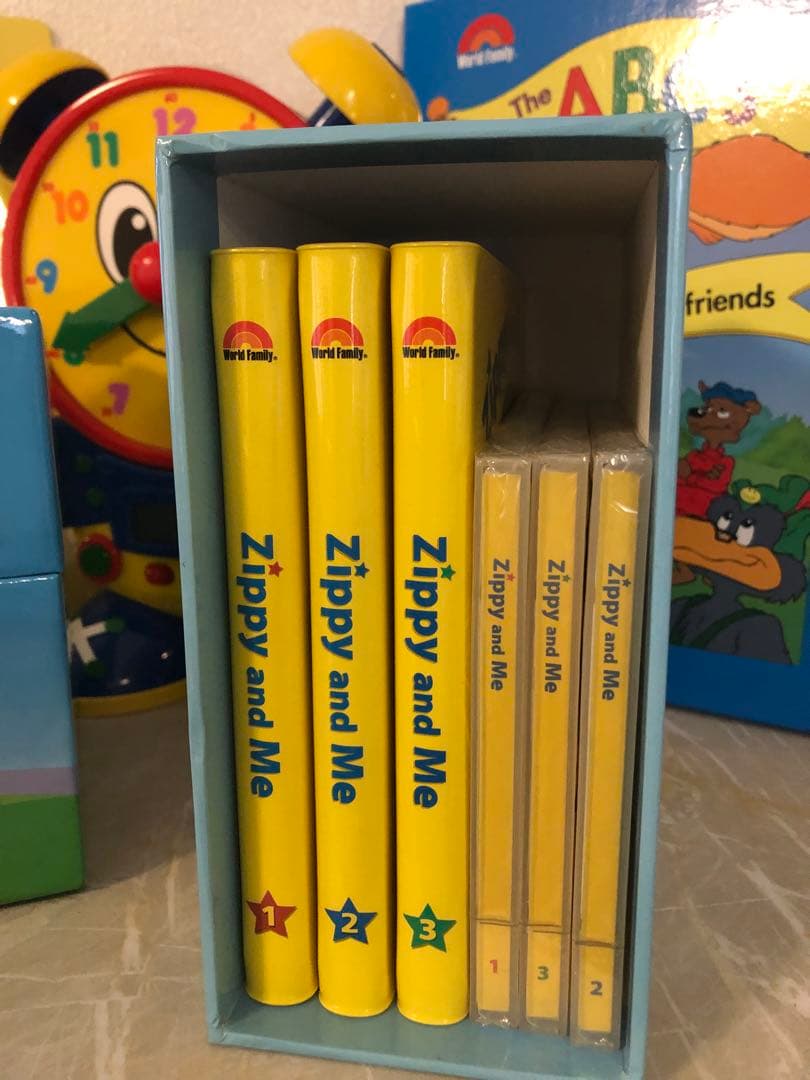 World Family®
The ABC
friends
12
11
10
9
7
World Family®
Zippy and Me
1
World Family®
Zippy and Me
2
World Family®
Zippy and Me
3
Zippy and Me
1
Zippy and Me
3
Zippy and Me
2